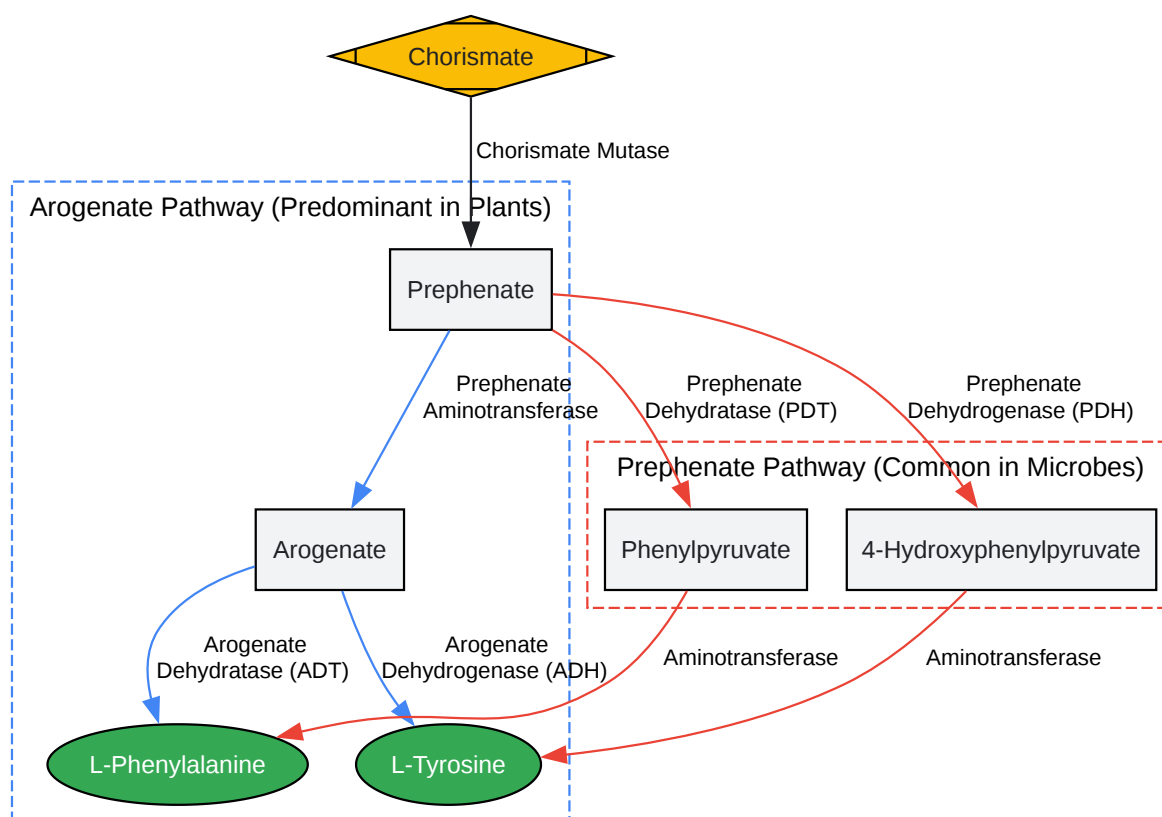 Chorismate
Chorismate Mutase
Arogenate Pathway (Predominant in Plants)
Prephenate
Prephenate
Aminotransferase
Prephenate
Dehydratase (PDT)
Prephenate
Dehydrogenase (PDH)
Prephenate Pathway (Common in Microbes)
Arogenate
Phenylpyruvate
4-Hydroxyphenylpyruvate
Arogenate
Dehydratase (ADT)
Arogenate
Dehydrogenase (ADH)
Aminotransferase
Aminotransferase
L-Phenylalanine
L-Tyrosine